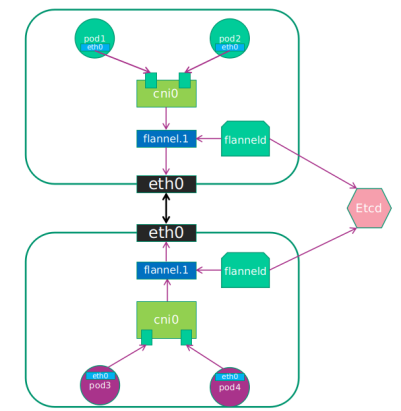 pod1
eth0
pod2
eth0
cni0
flannel.1
flanneld
eth0
Etcd
eth0
flannel.1
flanneld
cni0
eth0
pod3
eth0
pod4